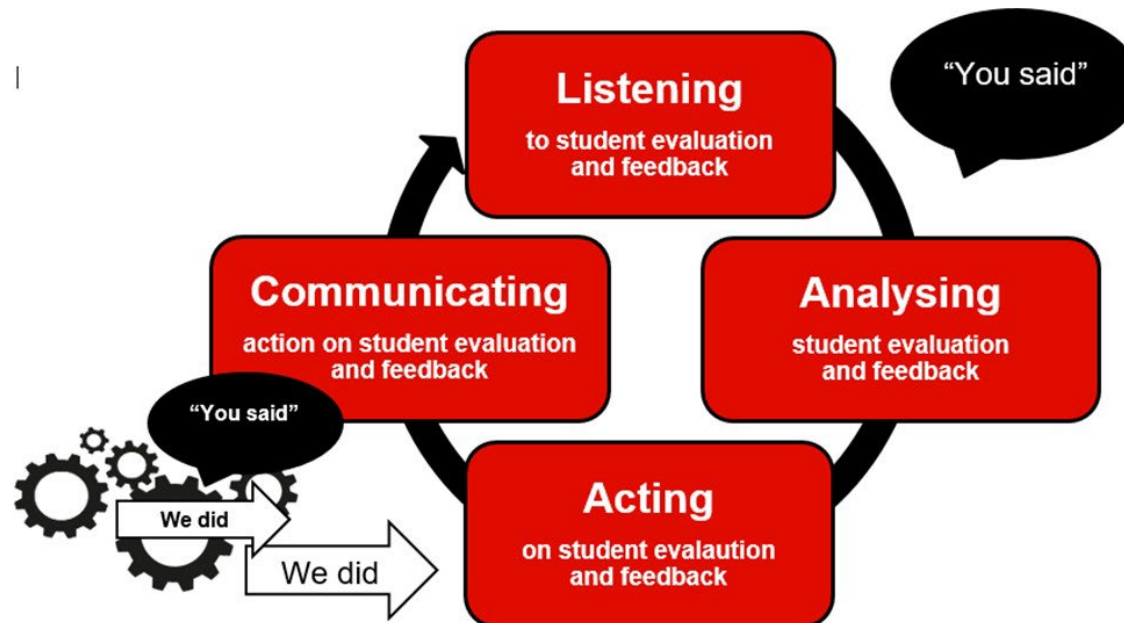 Listening
to student evaluation
and feedback
“You said”
Analysing
student evaluation
and feedback
Acting
on student evalaution
and feedback
Communicating
action on student evaluation
and feedback
“You said”
We did
We did